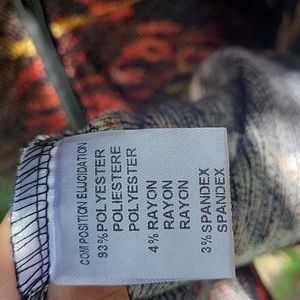 COMPOSITION ELUCIDATION
93%POLYESTER
POLIESTERE
POLYESTER
4%RAYON
RAYON
RAYON
3%SPANDEX
SPANDEX